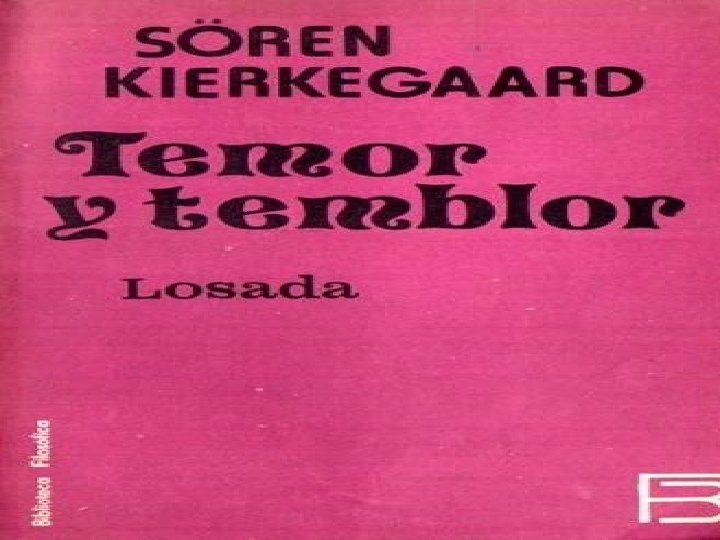 SÖREN
KIERKEGAARD
Temor
y temblor
Losada
Biblioteca Filosófica